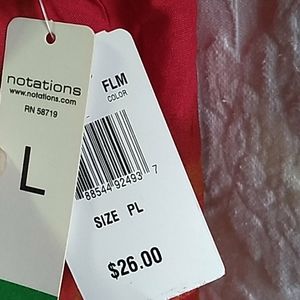 notations
www.notations.com
RN 58719
L
FLM
COLOR
88544 92493 7
SIZE PL
$26.00